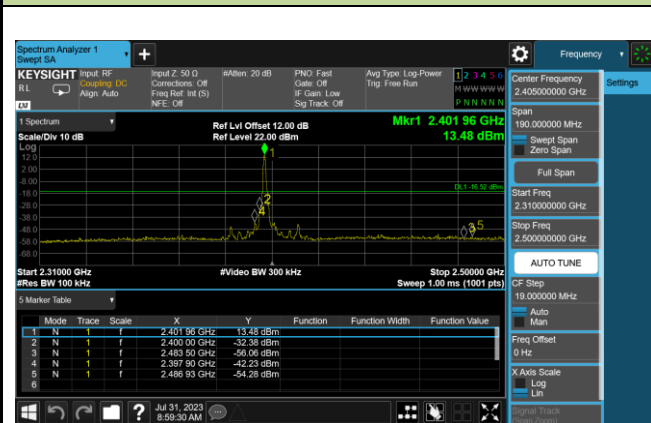 Spectrum Analyzer 1
Swept SA
+
Frequency
KEYSIGHT
RL
LXI
Input: RF
Coupling: DC
Align: Auto
Input Z: 50 Ω
Corrections: Off
Freq Ref: Int (S)
NFE: Off
#Atten: 20 dB
PNO: Fast
Gate: Off
IF Gain: Low
Sig Track: Off
Avg Type: Log-Power
Trig: Free Run
1 2 3 4 5 6
M W W W W W
P N N N N N
1 Spectrum
Scale/Div 10 dB
Log
Ref Lvl Offset 12.00 dB
Ref Level 22.00 dBm
Mkr1 2.401 96 GHz
13.48 dBm
12.0
2.00
-8.00
-18.0
-28.0
-38.0
-48.0
-58.0
-68.0
1
DL1 -16.52 dBm
2
4
3 5
Start 2.31000 GHz
#Res BW 100 kHz
#Video BW 300 kHz
Stop 2.50000 GHz
Sweep 1.00 ms (1001 pts)
5 Marker Table
Mode Trace Scale X Y Function Function Width Function Value
1 N 1 f 2.401 96 GHz 13.48 dBm
2 N 1 f 2.400 00 GHz -32.38 dBm
3 N 1 f 2.483 50 GHz -56.06 dBm
4 N 1 f 2.397 90 GHz -42.23 dBm
5 N 1 f 2.486 93 GHz -54.28 dBm
6
Jul 31, 2023
8:59:30 AM
Center Frequency
2.405000000 GHz
Settings
Span
190.000000 MHz
Swept Span
Zero Span
Full Span
Start Freq
2.310000000 GHz
Stop Freq
2.500000000 GHz
AUTO TUNE
CF Step
19.000000 MHz
Auto
Man
Freq Offset
0 Hz
X Axis Scale
Log
Lin
Signal Track
(Span Zoom)